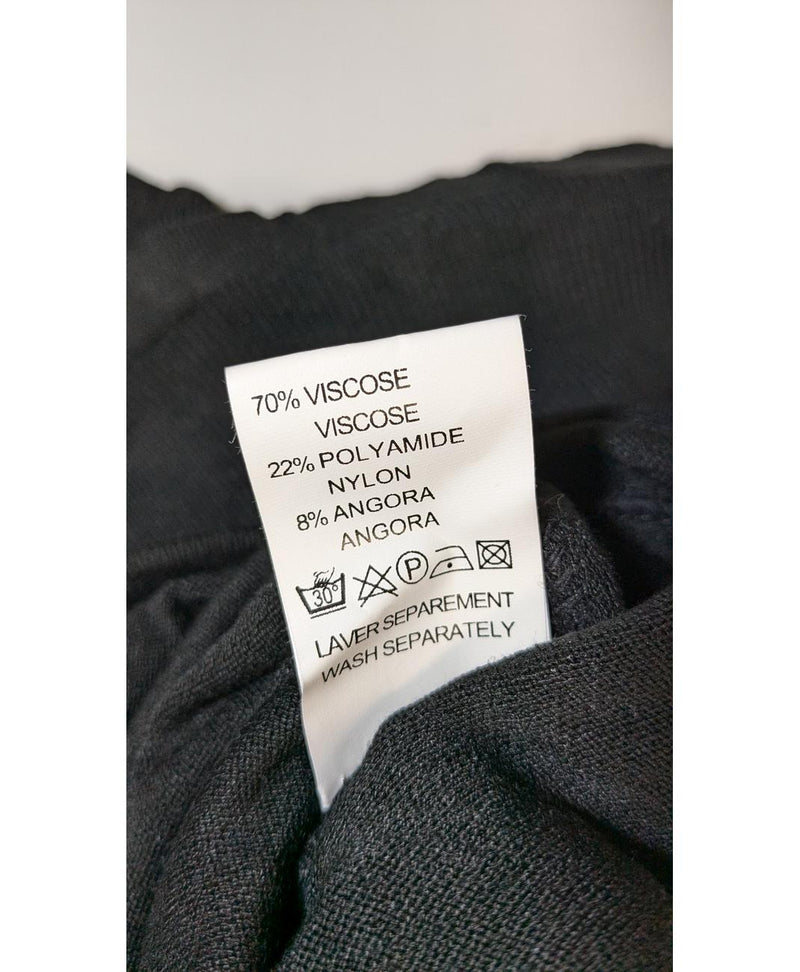 70% VISCOSE
VISCOSE
22% POLYAMIDE
NYLON
8% ANGORA
ANGORA
30° P
LAVER SEPAREMENT
WASH SEPARATELY